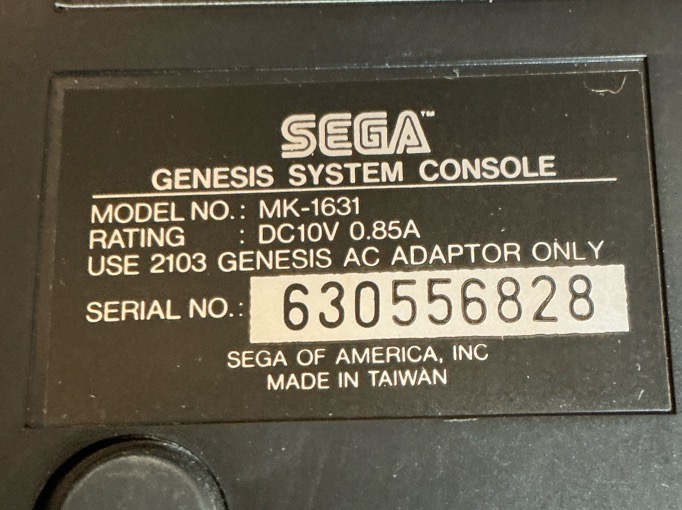 SEGA™
GENESIS SYSTEM CONSOLE
MODEL NO.: MK-1631
RATING : DC10V 0.85A
USE 2103 GENESIS AC ADAPTOR ONLY
SERIAL NO.: 630556828
SEGA OF AMERICA, INC
MADE IN TAIWAN